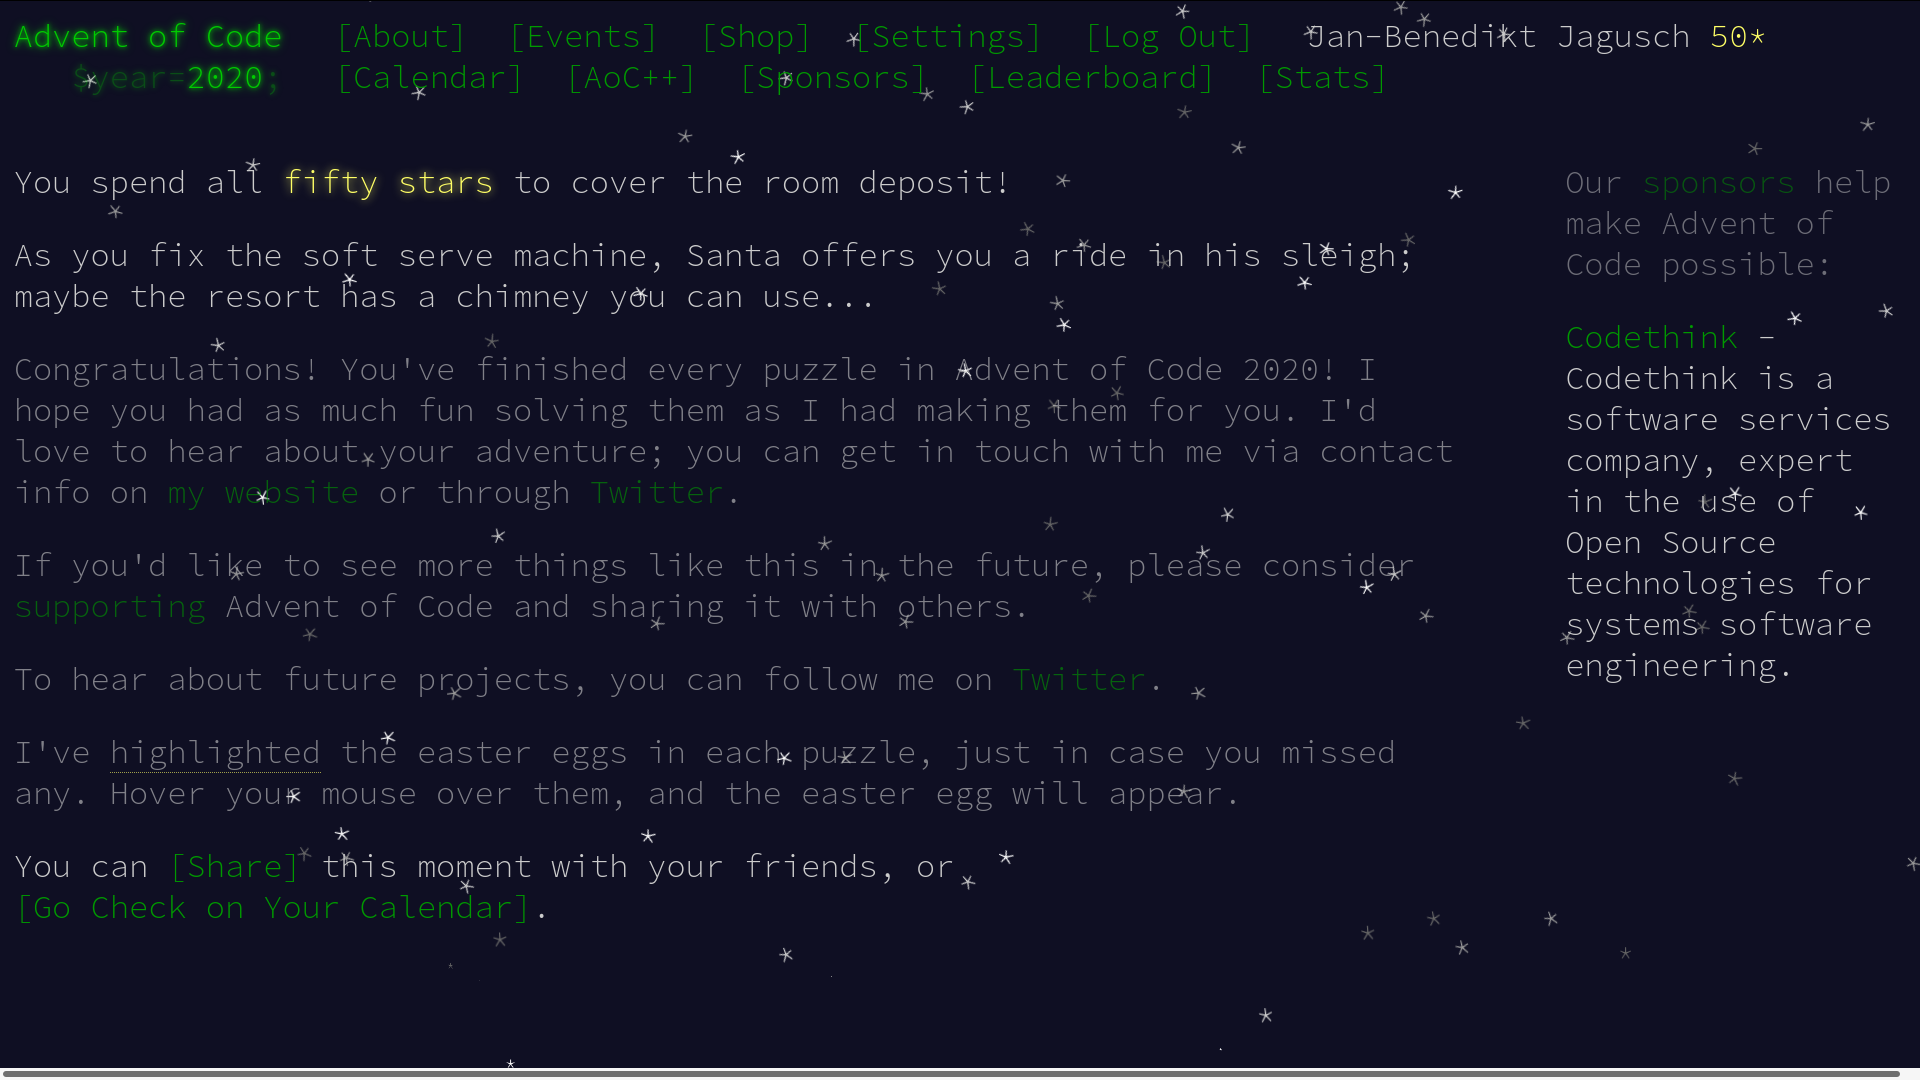 Advent of Code [About] [Events] [Shop] [Settings] [Log Out] Jan-Benedikt Jagusch 50*
$year=2020; [Calendar] [AoC++] [Sponsors] [Leaderboard] [Stats]
You spend all fifty stars to cover the room deposit!
As you fix the soft serve machine, Santa offers you a ride in his sleigh;
maybe the resort has a chimney you can use...
Congratulations! You've finished every puzzle in Advent of Code 2020! I
hope you had as much fun solving them as I had making them for you. I'd
love to hear about your adventure; you can get in touch with me via contact
info on my website or through Twitter.
If you'd like to see more things like this in the future, please consider
supporting Advent of Code and sharing it with others.
To hear about future projects, you can follow me on Twitter.
I've highlighted the easter eggs in each puzzle, just in case you missed
any. Hover your mouse over them, and the easter egg will appear.
You can [Share] this moment with your friends, or
[Go Check on Your Calendar].
Our sponsors help
make Advent of
Code possible:
Codethink -
Codethink is a
software services
company, expert
in the use of
Open Source
technologies for
systems software
engineering.